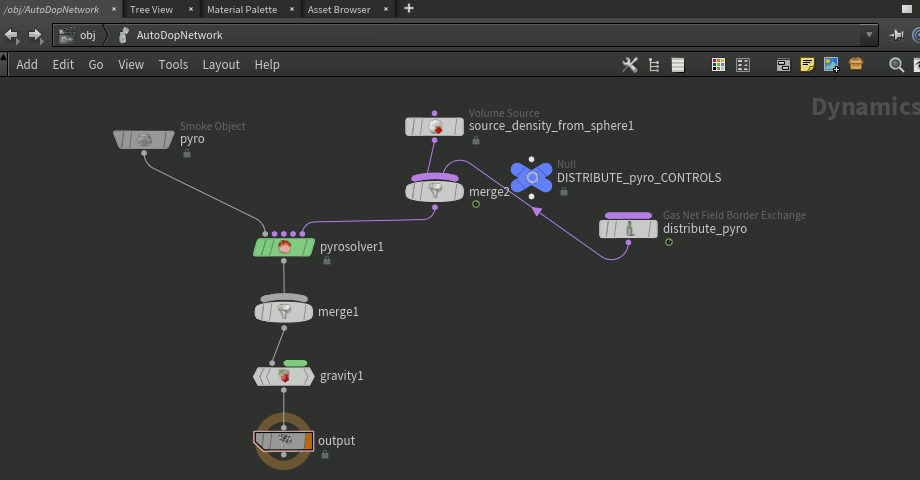 /obj/AutoDopNetwork × Tree View × Material Palette × Asset Browser × +
obj AutoDopNetwork
Add Edit Go View Tools Layout Help
Dynamics
Volume Source
source_density_from_sphere1
Smoke Object
pyro
Null
DISTRIBUTE_pyro_CONTROLS
merge2
Gas Net Field Border Exchange
distribute_pyro
pyrosolver1
merge1
gravity1
output